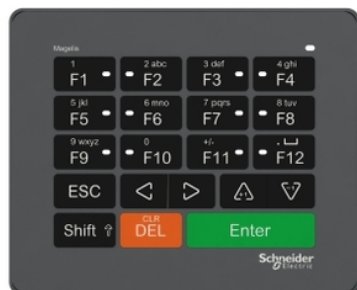 Magelis
1 2 abc 3 def 4 ghi
F1 F2 F3 F4
5 jkl 6 mno 7 pqrs 8 tuv
F5 F6 F7 F8
9 wxyz 0 +/- .
F9 F10 F11 F12
ESC +1 -1
CLR
Shift ⇧ DEL Enter
Schneider
Electric